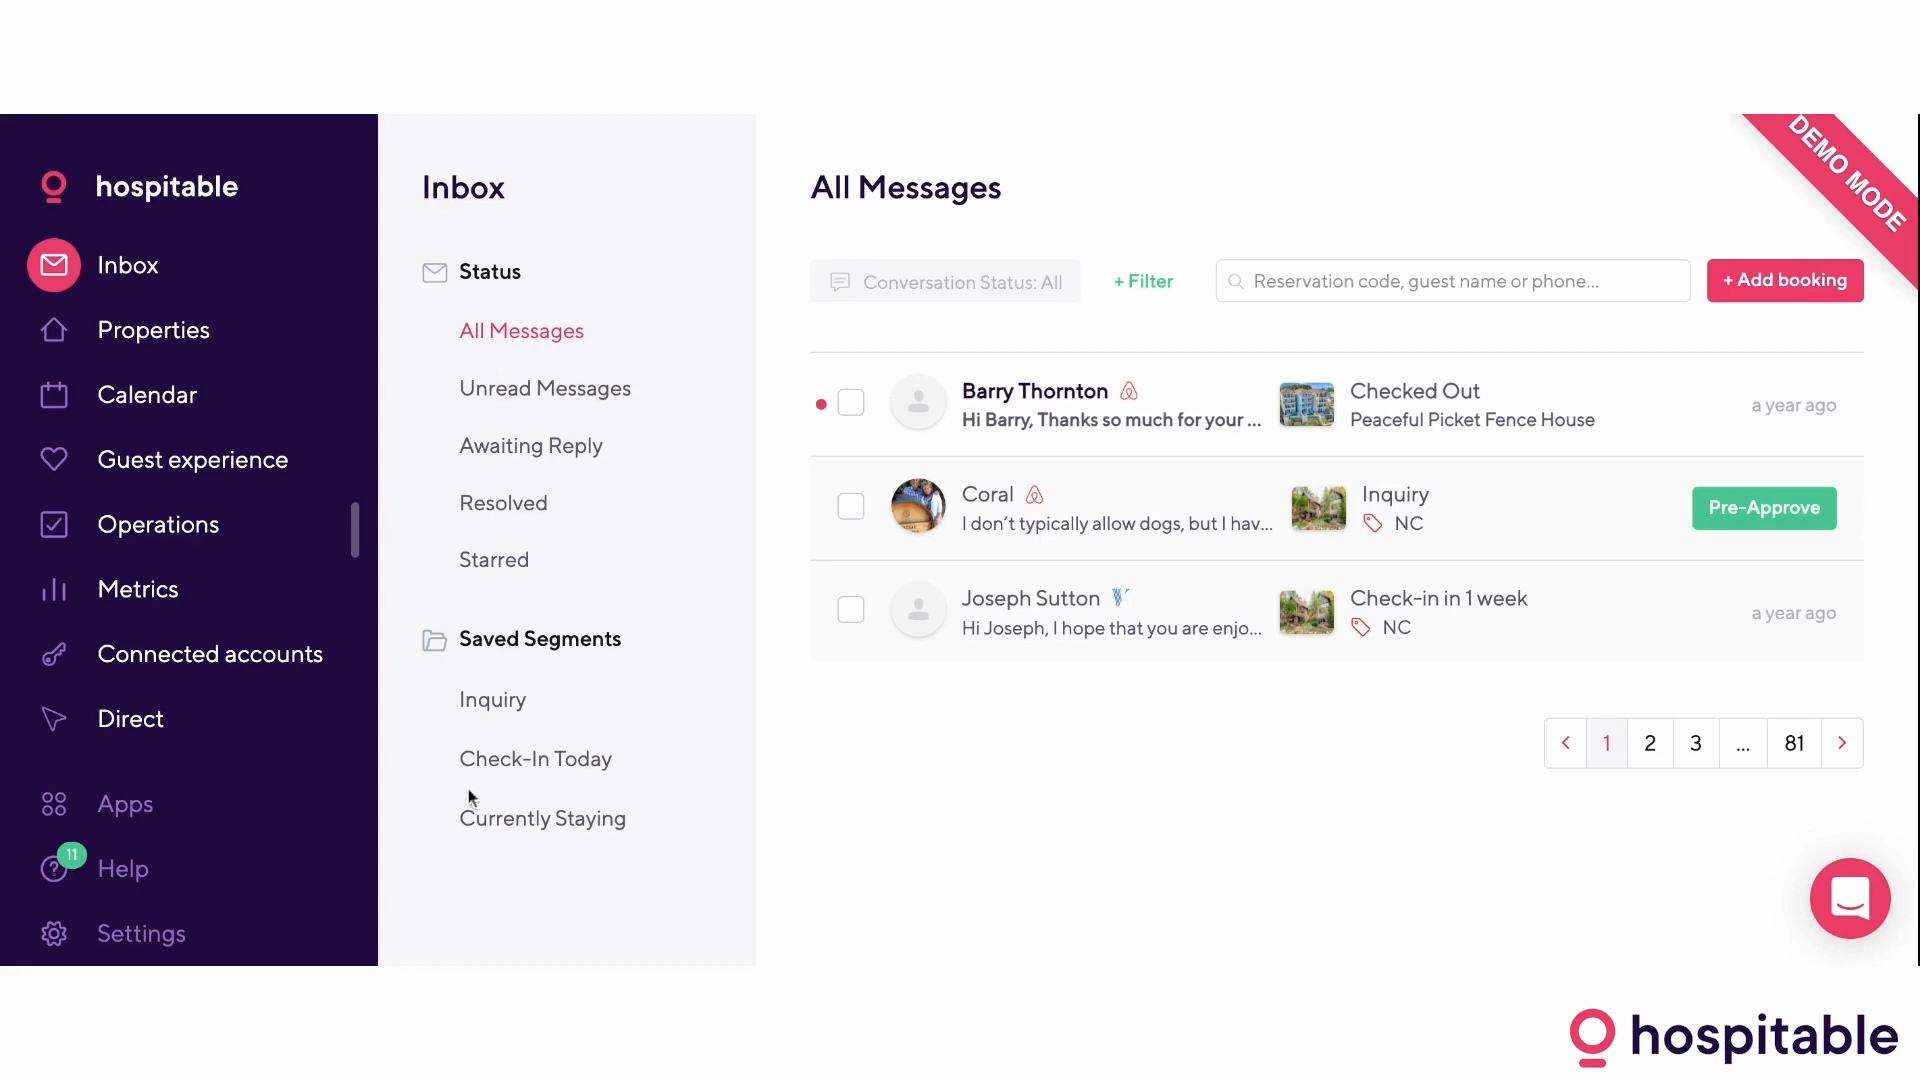 DEMO MODE
hospitable
Inbox
Properties
Calendar
Guest experience
Operations
Metrics
Connected accounts
Direct
Apps
11
Help
Settings
Inbox
Status
All Messages
Unread Messages
Awaiting Reply
Resolved
Starred
Saved Segments
Inquiry
Check-In Today
Currently Staying
All Messages
Conversation Status: All
+ Filter
Reservation code, guest name or phone...
+ Add booking
Barry Thornton
Hi Barry, Thanks so much for your ...
Checked Out
Peaceful Picket Fence House
a year ago
Coral
I don't typically allow dogs, but I hav...
Inquiry
NC
Pre-Approve
Joseph Sutton
Hi Joseph, I hope that you are enjo...
Check-in in 1 week
NC
a year ago
1 2 3 ... 81
hospitable